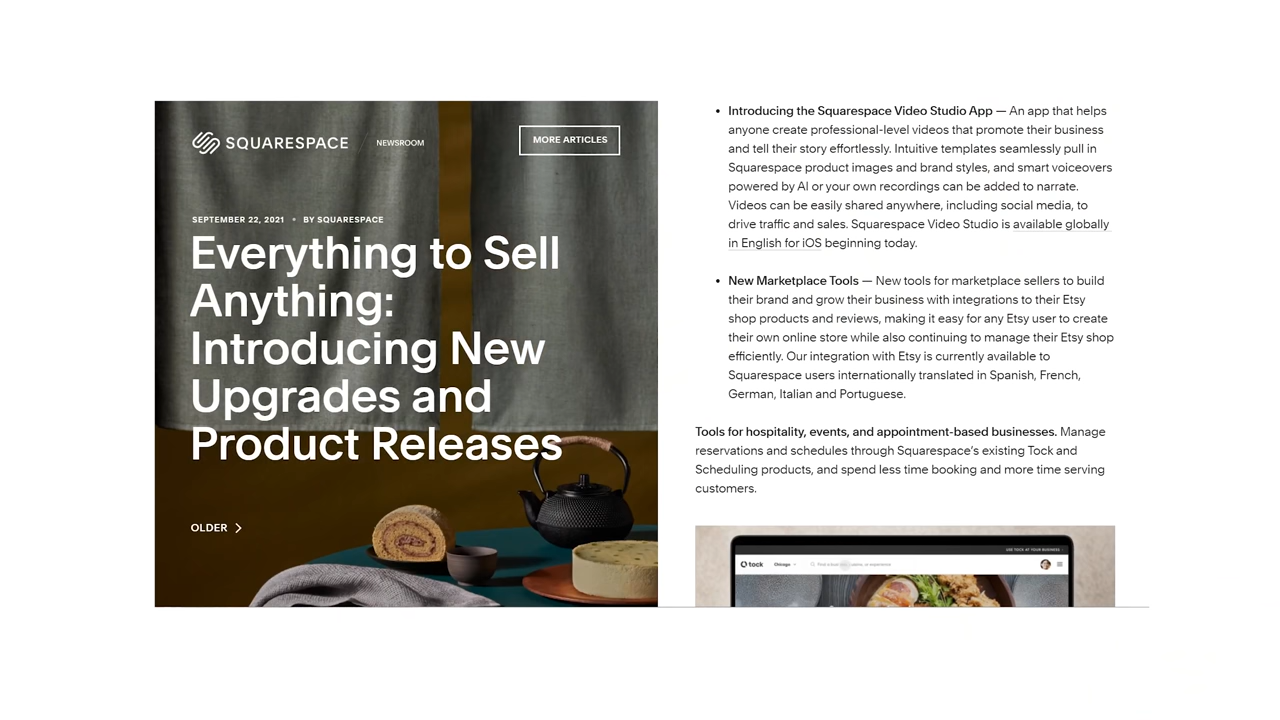 SQUARESPACE
NEWSROOM
MORE ARTICLES
SEPTEMBER 22, 2021 • BY SQUARESPACE
Everything to Sell
Anything:
Introducing New
Upgrades and
Product Releases
OLDER
• Introducing the Squarespace Video Studio App — An app that helps
anyone create professional-level videos that promote their business
and tell their story effortlessly. Intuitive templates seamlessly pull in
Squarespace product images and brand styles, and smart voiceovers
powered by AI or your own recordings can be added to narrate.
Videos can be easily shared anywhere, including social media, to
drive traffic and sales. Squarespace Video Studio is available globally
in English for iOS beginning today.
• New Marketplace Tools — New tools for marketplace sellers to build
their brand and grow their business with integrations to their Etsy
shop products and reviews, making it easy for any Etsy user to create
their own online store while also continuing to manage their Etsy shop
efficiently. Our integration with Etsy is currently available to
Squarespace users internationally translated in Spanish, French,
German, Italian and Portuguese.
Tools for hospitality, events, and appointment-based businesses. Manage
reservations and schedules through Squarespace's existing Tock and
Scheduling products, and spend less time booking and more time serving
customers.
USE TOCK AT YOUR BUSINESS
tock
Chicago